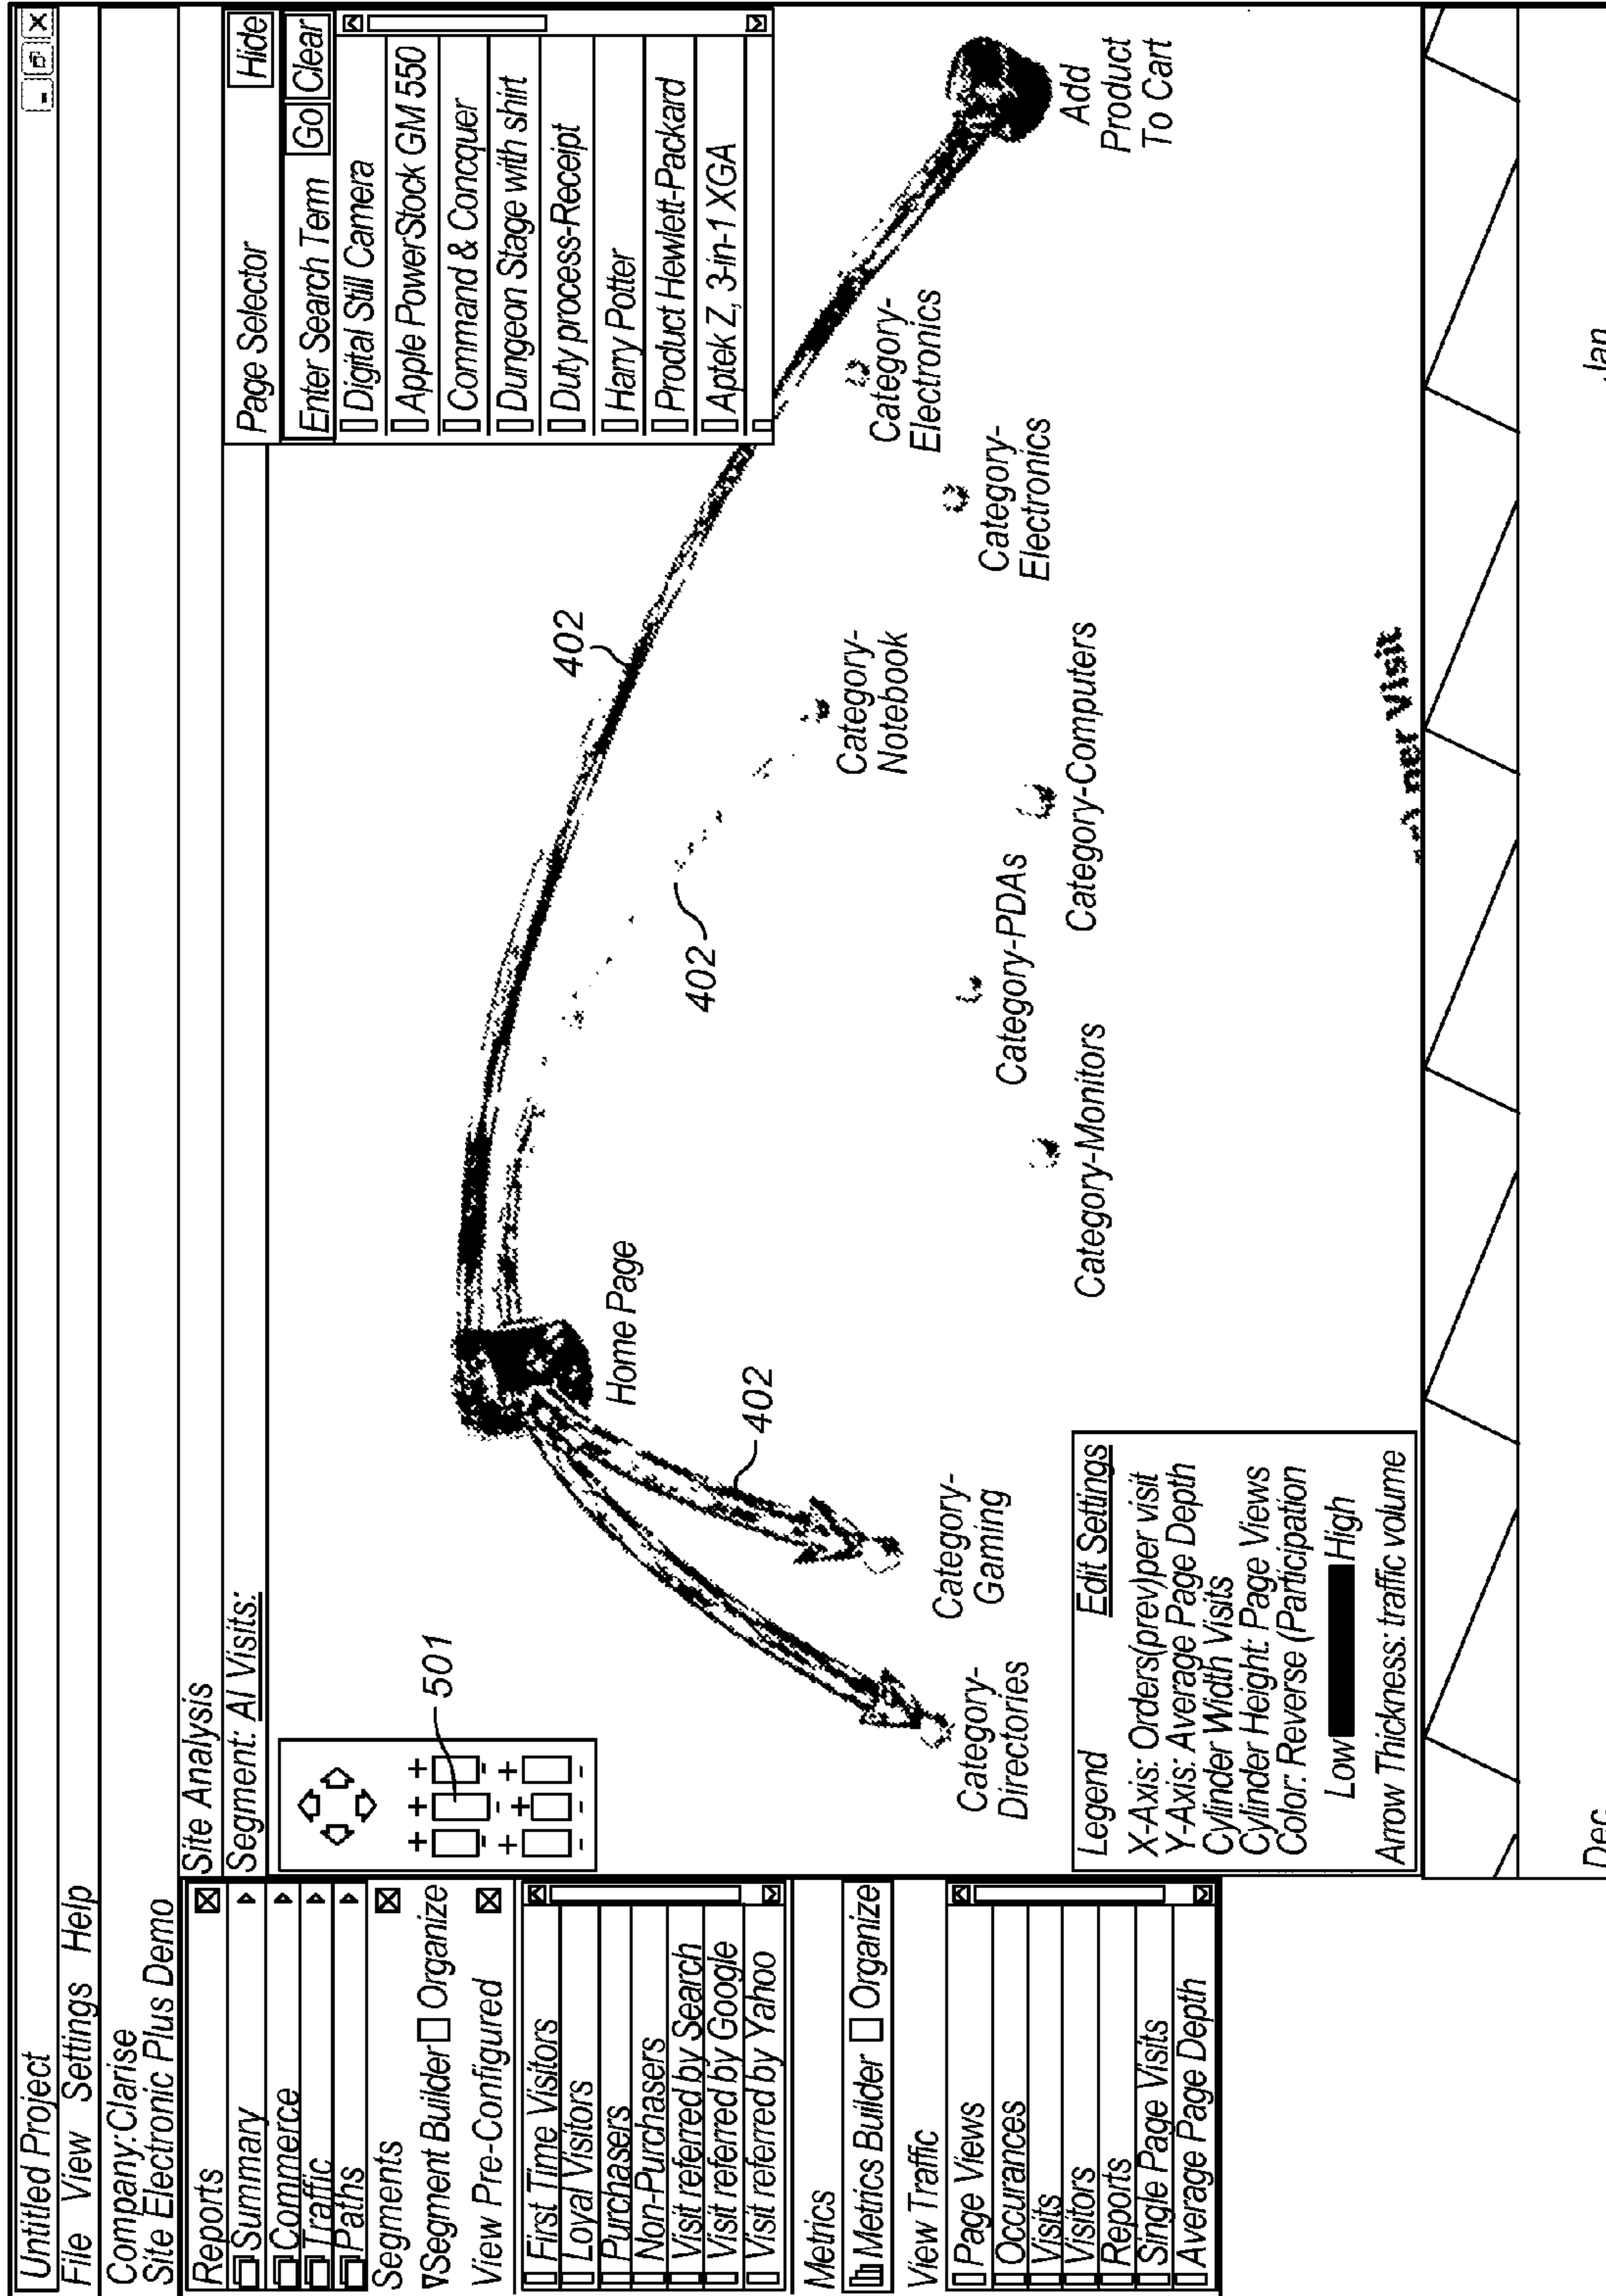 Untitled Project
File View Settings Help
Company:Clarise
Site Electronic Plus Demo
Reports
Summary
Commerce
Traffic
Paths
Segments
Segment Builder Organize
View Pre-Configured
First Time Visitors
Loyal Visitors
Purchasers
Non-Purchasers
Visit referred by Search
Visit referred by Google
Visit referred by Yahoo
Metrics
Metrics Builder Organize
View Traffic
Page Views
Occurances
Visits
Visitors
Reports
Single Page Visits
Average Page Depth
Site Analysis
Segment: Al Visits:
+ + +
- - -
+ + +
- - -
501
Page Selector Hide
Enter Search Term Go Clear
Digital Still Camera
Apple PowerStock GM 550
Command & Concquer
Dungeon Stage with shirt
Duty process-Receipt
Harry Potter
Product Hewlett-Packard
Aptek Z, 3-in-1 XGA
402
Home Page
402
402
Category-
Directories
Category-
Gaming
Category-
Notebook
Category-
Electronics
Category-
Electronics
Add
Product
To Cart
Category-Monitors
Category-PDAs
Category-Computers
Legend Edit Settings
X-Axis: Orders(prev)per visit
Y-Axis: Average Page Depth
Cylinder Width Visits
Cylinder Height: Page Views
Color: Reverse (Participation
Low High
Arrow Thickness: traffic volume
Visit
Dec
Jan